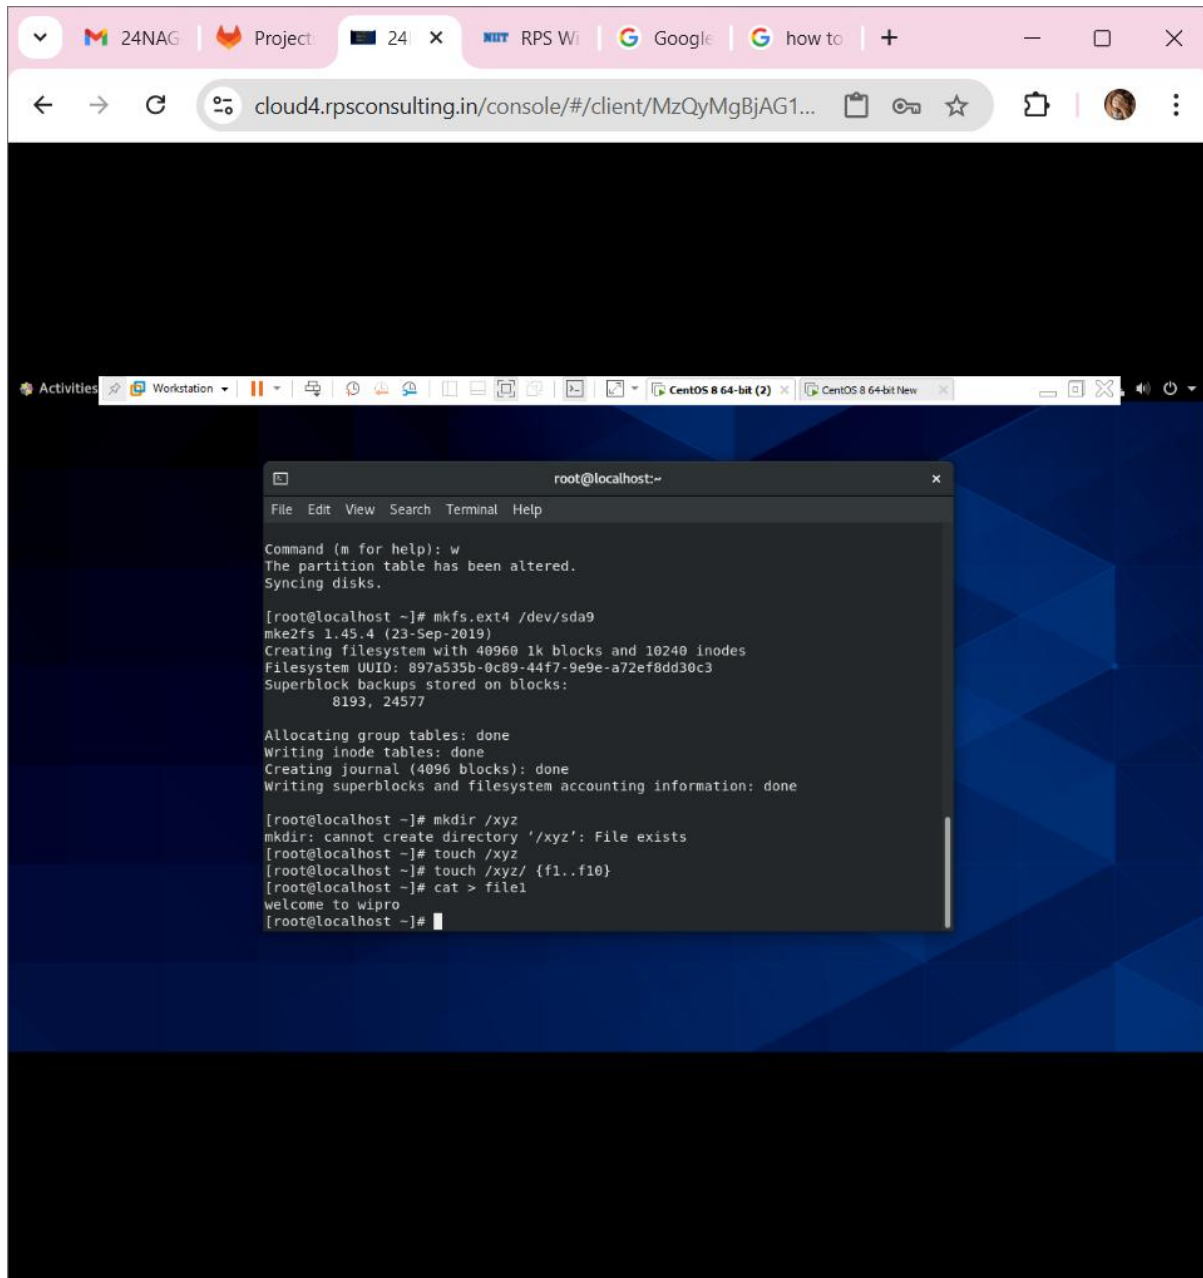 24NAG
Project
24
NIIT RPS Wi
Google
how to
cloud4.rpsconsulting.in/console/#/client/MzQyMgBjAG1...
Activities
Workstation
CentOS 8 64-bit (2)
CentOS 8 64-bit New
root@localhost:~
File Edit View Search Terminal Help
Command (m for help): w
The partition table has been altered.
Syncing disks.
[root@localhost ~]# mkfs.ext4 /dev/sda9
mke2fs 1.45.4 (23-Sep-2019)
Creating filesystem with 40960 1k blocks and 10240 inodes
Filesystem UUID: 897a535b-0c89-44f7-9e9e-a72ef8dd30c3
Superblock backups stored on blocks:
8193, 24577
Allocating group tables: done
Writing inode tables: done
Creating journal (4096 blocks): done
Writing superblocks and filesystem accounting information: done
[root@localhost ~]# mkdir /xyz
mkdir: cannot create directory ‘/xyz’: File exists
[root@localhost ~]# touch /xyz
[root@localhost ~]# touch /xyz/ {f1..f10}
[root@localhost ~]# cat > file1
welcome to wipro
[root@localhost ~]#